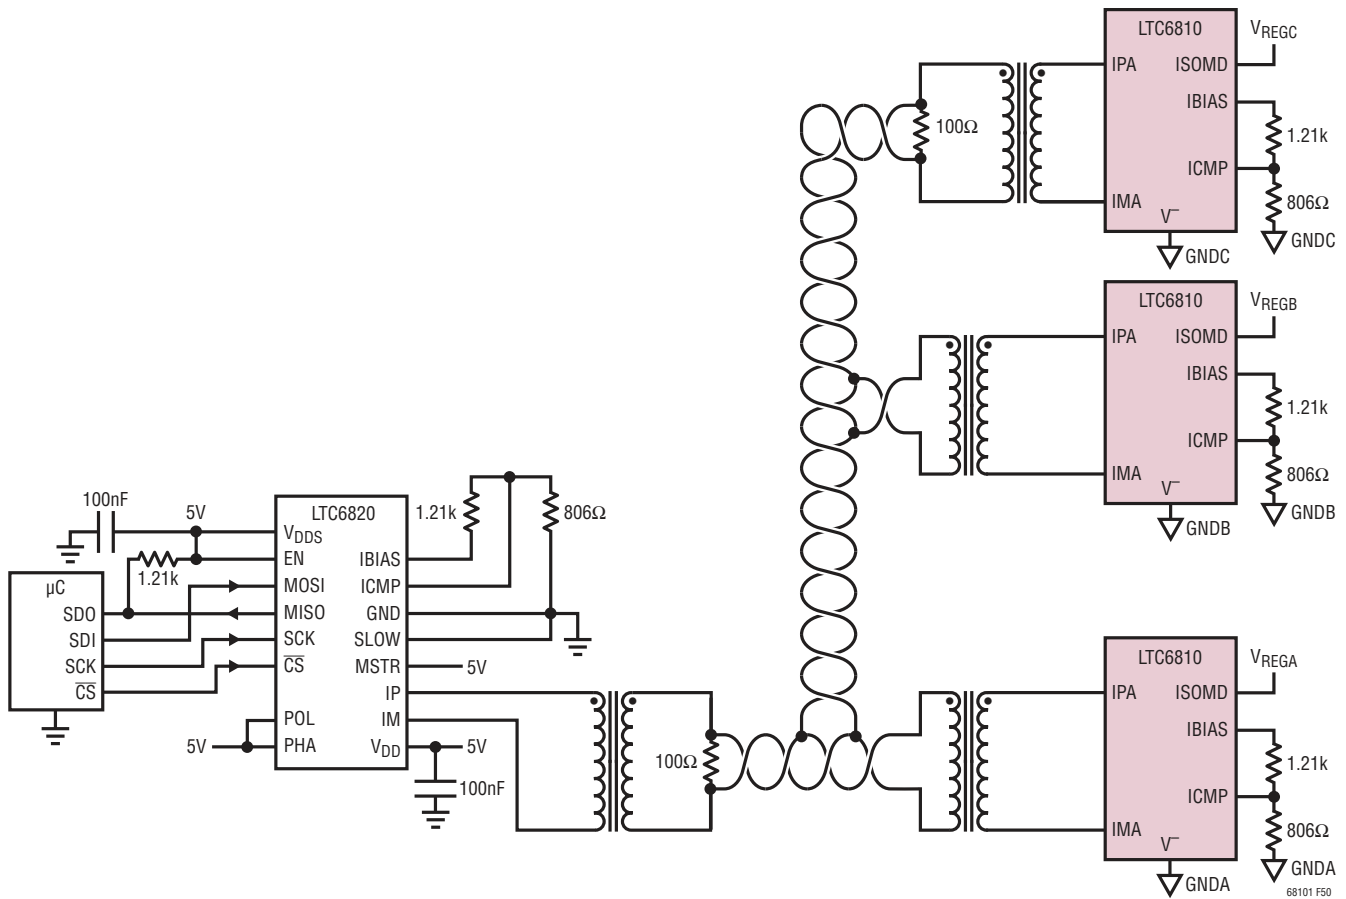 LTC6810
V_REGC
IPA
ISOMD
IBIAS
100Ω
1.21k
ICMP
IMA
806Ω
V⁻
GNDC
GNDC
LTC6810
V_REGB
IPA
ISOMD
IBIAS
1.21k
ICMP
IMA
806Ω
V⁻
GNDB
GNDB
100nF
5V
LTC6820
1.21k
806Ω
V_DDS
EN
IBIAS
1.21k
µC
MOSI
ICMP
SDO
MISO
GND
SDI
SCK
SLOW
SCK
C̅S̅
MSTR
5V
C̅S̅
IP
POL
IM
5V
PHA
V_DD
5V
100nF
100Ω
LTC6810
V_REGA
IPA
ISOMD
IBIAS
1.21k
ICMP
IMA
806Ω
V⁻
GNDA
GNDA
68101 F50